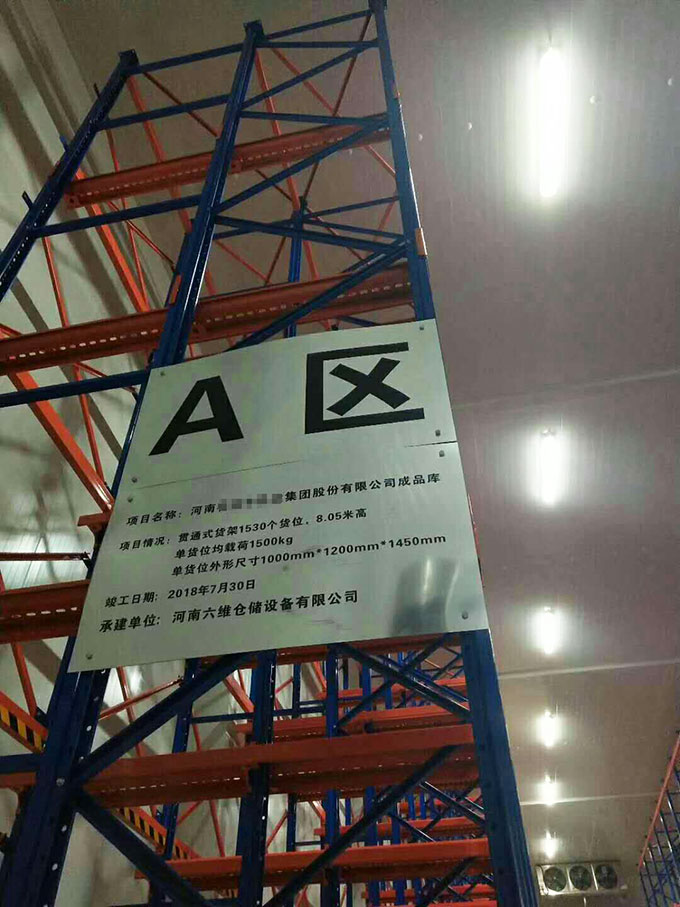 A 区
项目名称：河南集团股份有限公司成品库
项目情况：贯通式货架1530个货位，8.05米高
单货位均载荷1500kg
单货位外形尺寸1000mm*1200mm*1450mm
竣工日期：2018年7月30日
承建单位：河南六维仓储设备有限公司